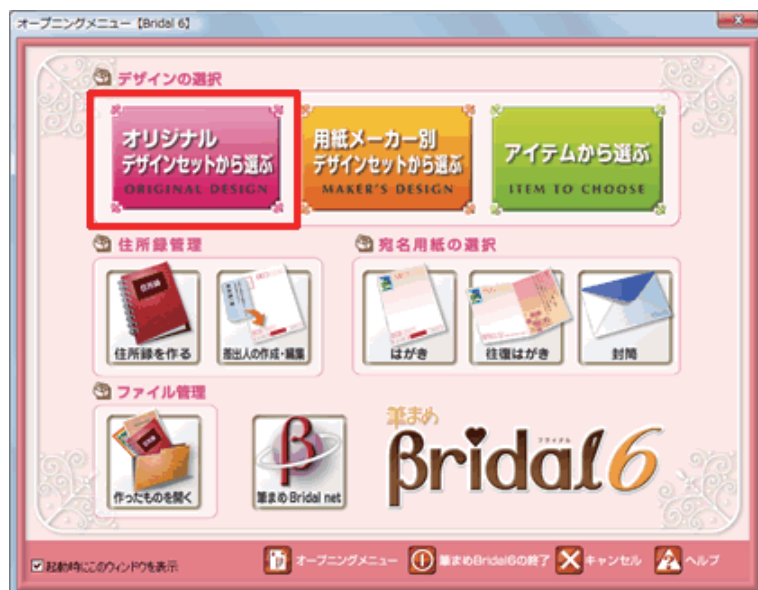 オープニングメニュー【Bridal 6】
デザインの選択
オリジナル
デザインセットから選ぶ
ORIGINAL DESIGN
用紙メーカー別
デザインセットから選ぶ
MAKER'S DESIGN
アイテムから選ぶ
ITEM TO CHOOSE
住所録管理
宛名用紙の選択
住所録
住所録を作る
差出人の作成・編集
はがき
往復はがき
封筒
ファイル管理
作ったものを開く
β
筆まめ Bridal net
筆まめ
ブライダル
Bridal 6
起動時にこのウィンドウを表示
オープニングメニュー
筆まめBridal6の終了
キャンセル
ヘルプ